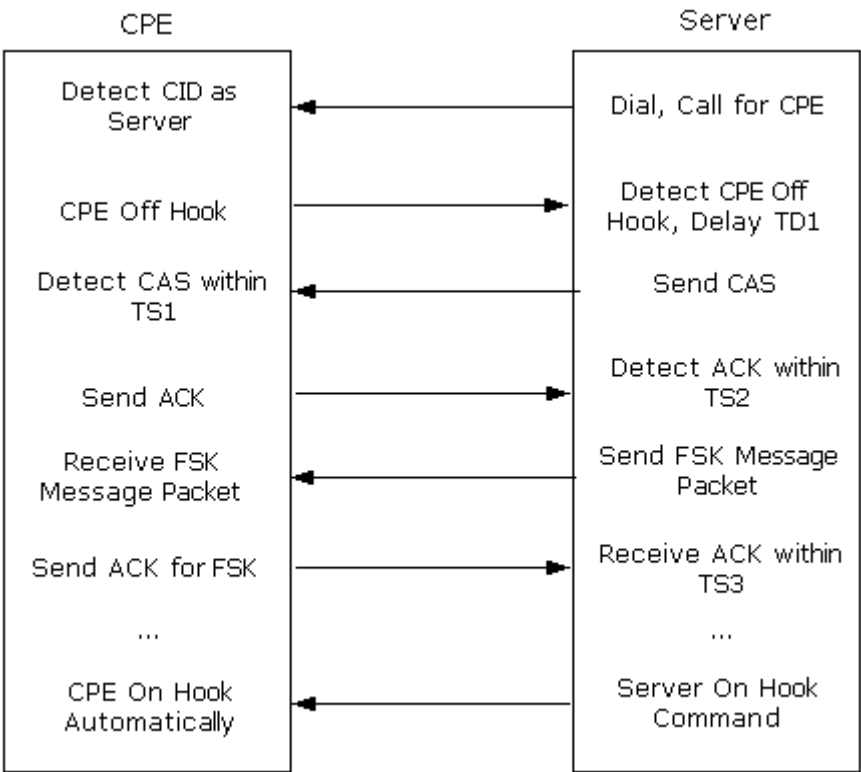 CPE
Server
Detect CID as
Server
Dial, Call for CPE
CPE Off Hook
Detect CPE Off
Hook, Delay TD1
Detect CAS within
TS1
Send CAS
Send ACK
Detect ACK within
TS2
Receive FSK
Message Packet
Send FSK Message
Packet
Send ACK for FSK
Receive ACK within
TS3
...
...
CPE On Hook
Automatically
Server On Hook
Command